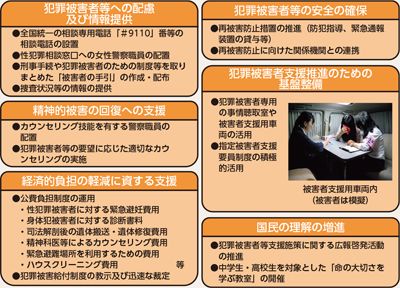 犯罪被害者等への配慮
及び情報提供
●全国統一の相談専用電話「＃9110」番等の
相談電話の設置
●性犯罪相談窓口への女性警察職員の配置
●刑事手続や犯罪被害者のための制度等を取り
まとめた「被害者の手引」の作成・配布
●捜査状況等の情報の提供
精神的被害の回復への支援
●カウンセリング技能を有する警察職員の
配置
●犯罪被害者等の要望に応じた適切なカウ
ンセリングの実施
経済的負担の軽減に資する支援
●公費負担制度の運用
・性犯罪被害者に対する緊急避妊費用
・身体犯被害者に対する診断書料
・司法解剖後の遺体搬送・遺体修復費用
・精神科医等によるカウンセリング費用
・緊急避難場所を利用するための費用
・ハウスクリーニング費用 等
●犯罪被害給付制度の教示及び迅速な裁定
犯罪被害者等の安全の確保
●再被害防止措置の推進（防犯指導、緊急通報
装置の貸与等）
●再被害防止に向けた関係機関との連携
犯罪被害者支援推進のための
基盤整備
●犯罪被害者専用
の事情聴取室や
被害者支援用車
両の活用
●指定被害者支援
要員制度の積極
的活用
被害者支援用車両内
（被害者は模擬）
国民の理解の増進
●犯罪被害者等支援施策に関する広報啓発活動
の推進
●中学生・高校生を対象とした「命の大切さを
学ぶ教室」の開催